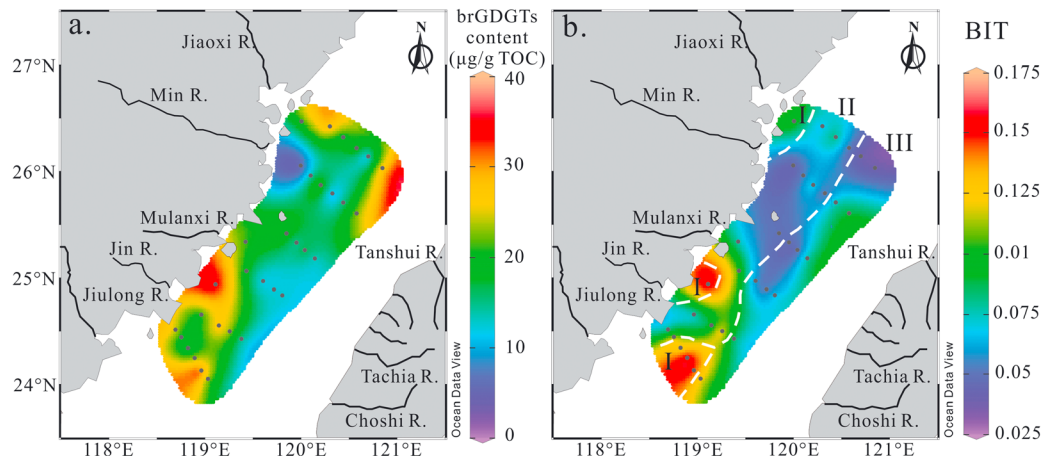 a.
N
Jiaoxi R.
27°N
Min R.
26°N
Mulanxi R.
Jin R.
25°N
Jiulong R.
Tanshui R.
24°N
Tachia R.
Choshi R.
118°E
119°E
120°E
121°E
Ocean Data View
brGDGTs
content
(μg/g TOC)
40
30
20
10
0
b.
N
Jiaoxi R.
I
II
Min R.
III
Mulanxi R.
Jin R.
Tanshui R.
Jiulong R.
I
I
Tachia R.
Choshi R.
118°E
119°E
120°E
121°E
Ocean Data View
BIT
0.175
0.15
0.125
0.01
0.075
0.05
0.025